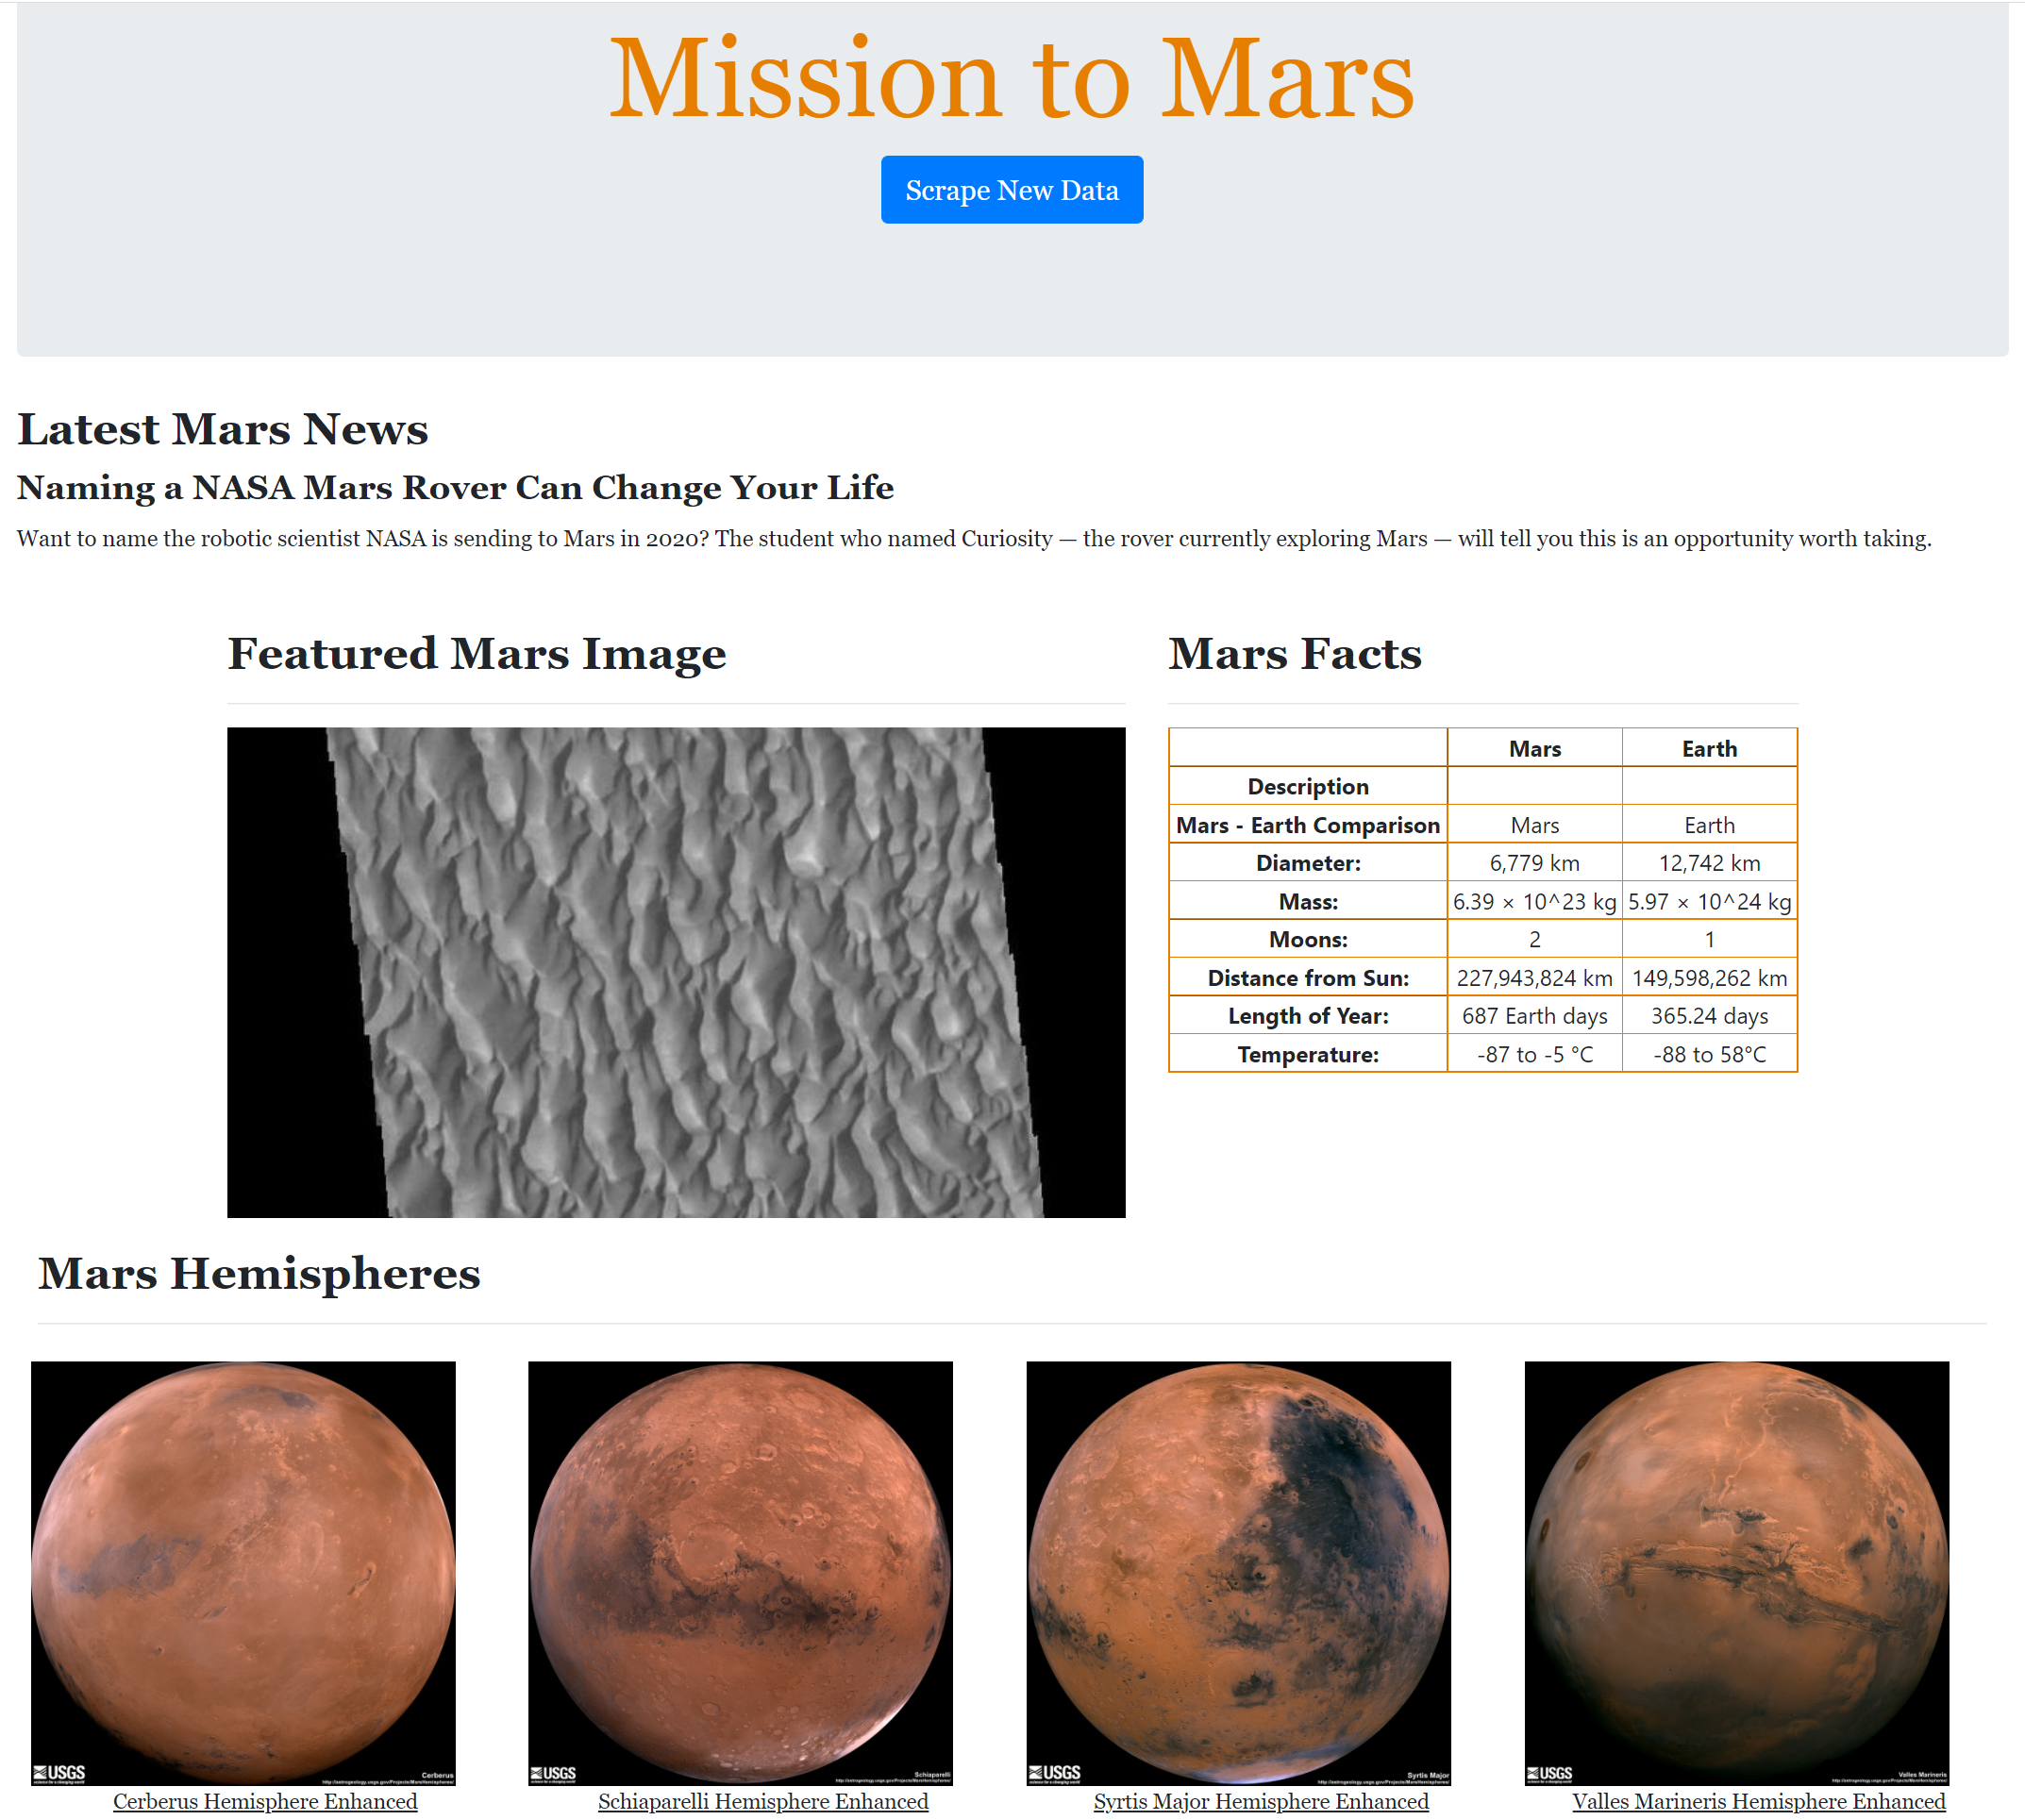 Mission to Mars
Scrape New Data
Latest Mars News
Naming a NASA Mars Rover Can Change Your Life
Want to name the robotic scientist NASA is sending to Mars in 2020? The student who named Curiosity — the rover currently exploring Mars — will tell you this is an opportunity worth taking.
Featured Mars Image
Mars Facts
Mars Earth
Description
Mars - Earth Comparison Mars Earth
Diameter: 6,779 km 12,742 km
Mass: 6.39 × 10^23 kg 5.97 × 10^24 kg
Moons: 2 1
Distance from Sun: 227,943,824 km 149,598,262 km
Length of Year: 687 Earth days 365.24 days
Temperature: -87 to -5 °C -88 to 58°C
Mars Hemispheres
USGS
Cerberus
USGS
Schiaparelli
USGS
Syrtis Major
USGS
Valles Marineris
Cerberus Hemisphere Enhanced
Schiaparelli Hemisphere Enhanced
Syrtis Major Hemisphere Enhanced
Valles Marineris Hemisphere Enhanced